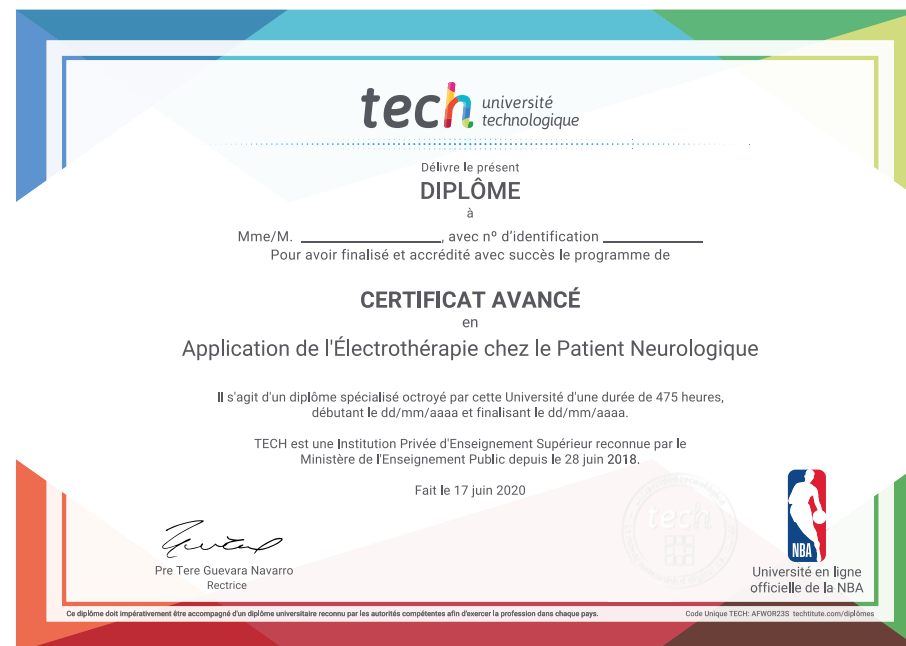 tech université
technologique
Délivre le présent
DIPLÔME
à
Mme/M. ____________________, avec nº d'identification ______________
Pour avoir finalisé et accrédité avec succès le programme de
CERTIFICAT AVANCÉ
en
Application de l'Électrothérapie chez le Patient Neurologique
Il s'agit d'un diplôme spécialisé octroyé par cette Université d'une durée de 475 heures,
débutant le dd/mm/aaaa et finalisant le dd/mm/aaaa.
TECH est une Institution Privée d'Enseignement Supérieur reconnue par le
Ministère de l'Enseignement Public depuis le 28 juin 2018.
Fait le 17 juin 2020
tech
Pre Tere Guevara Navarro
Rectrice
NBA
Université en ligne
officielle de la NBA
Ce diplôme doit impérativement être accompagné d'un diplôme universitaire reconnu par les autorités compétentes afin d'exercer la profession dans chaque pays.
Code Unique TECH: AFWOR23S techtitute.com/diplômes